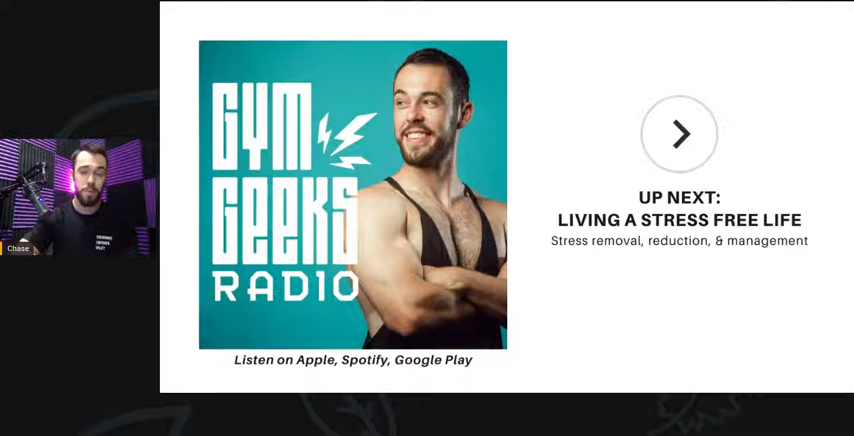 Chase
GYM
GEEKS
RADIO
Listen on Apple, Spotify, Google Play
UP NEXT:
LIVING A STRESS FREE LIFE
Stress removal, reduction, & management